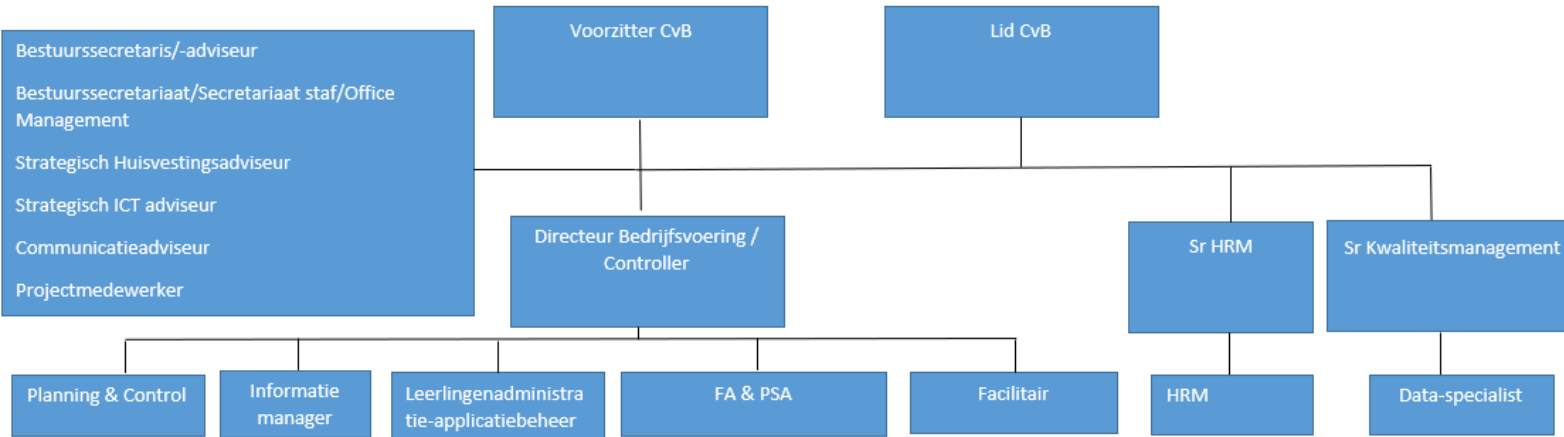 Voorzitter CvB
Lid CvB
Bestuurssecretaris/-adviseur
Bestuurssecretariaat/Secretariaat staf/Office
Management
Strategisch Huisvestingsadviseur
Strategisch ICT adviseur
Communicatieadviseur
Projectmedewerker
Directeur Bedrijfsvoering /
Controller
Sr HRM
Sr Kwaliteitsmanagement
Planning & Control
Informatie
manager
Leerlingenadministra
tie-applicatiebeheer
FA & PSA
Facilitair
HRM
Data-specialist